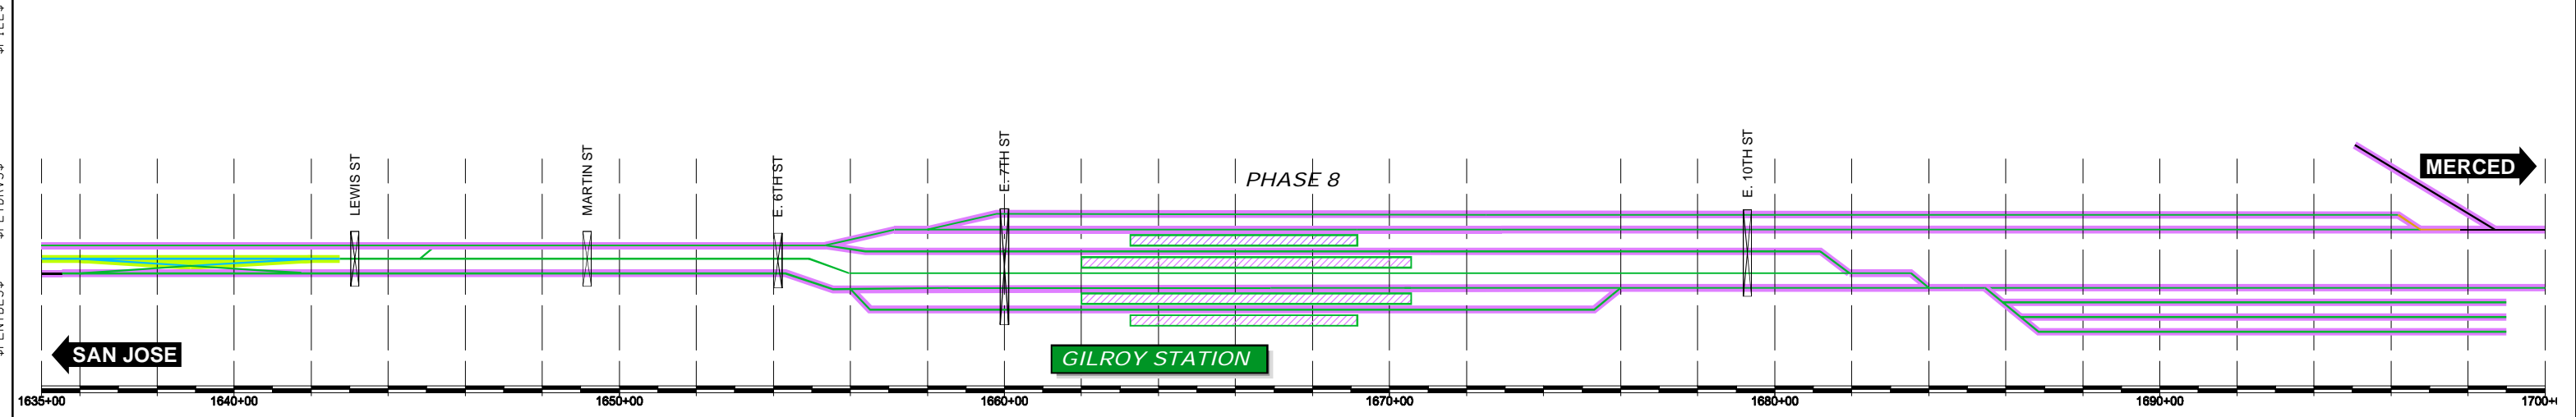 LEWIS ST
MARTIN ST
E. 6TH ST
E. 7TH ST
PHASE 8
E. 10TH ST
MERCED
SAN JOSE
GILROY STATION
1635+00
1640+00
1650+00
1660+00
1670+00
1680+00
1690+00